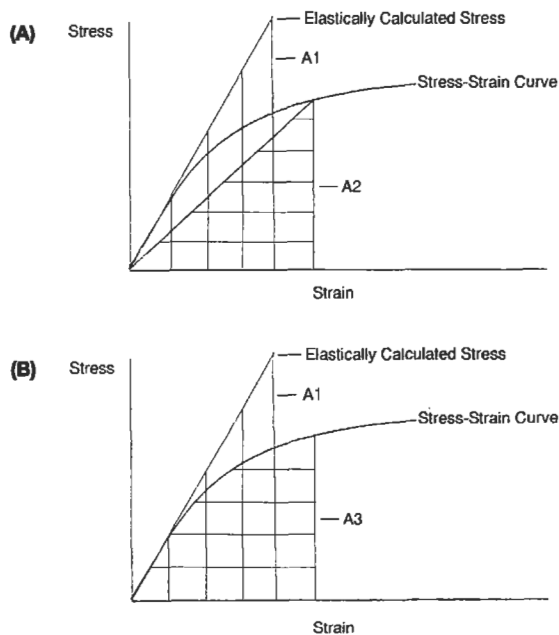 (A)
Stress
Elastically Calculated Stress
A1
Stress-Strain Curve
A2
Strain
(B)
Stress
Elastically Calculated Stress
A1
Stress-Strain Curve
A3
Strain